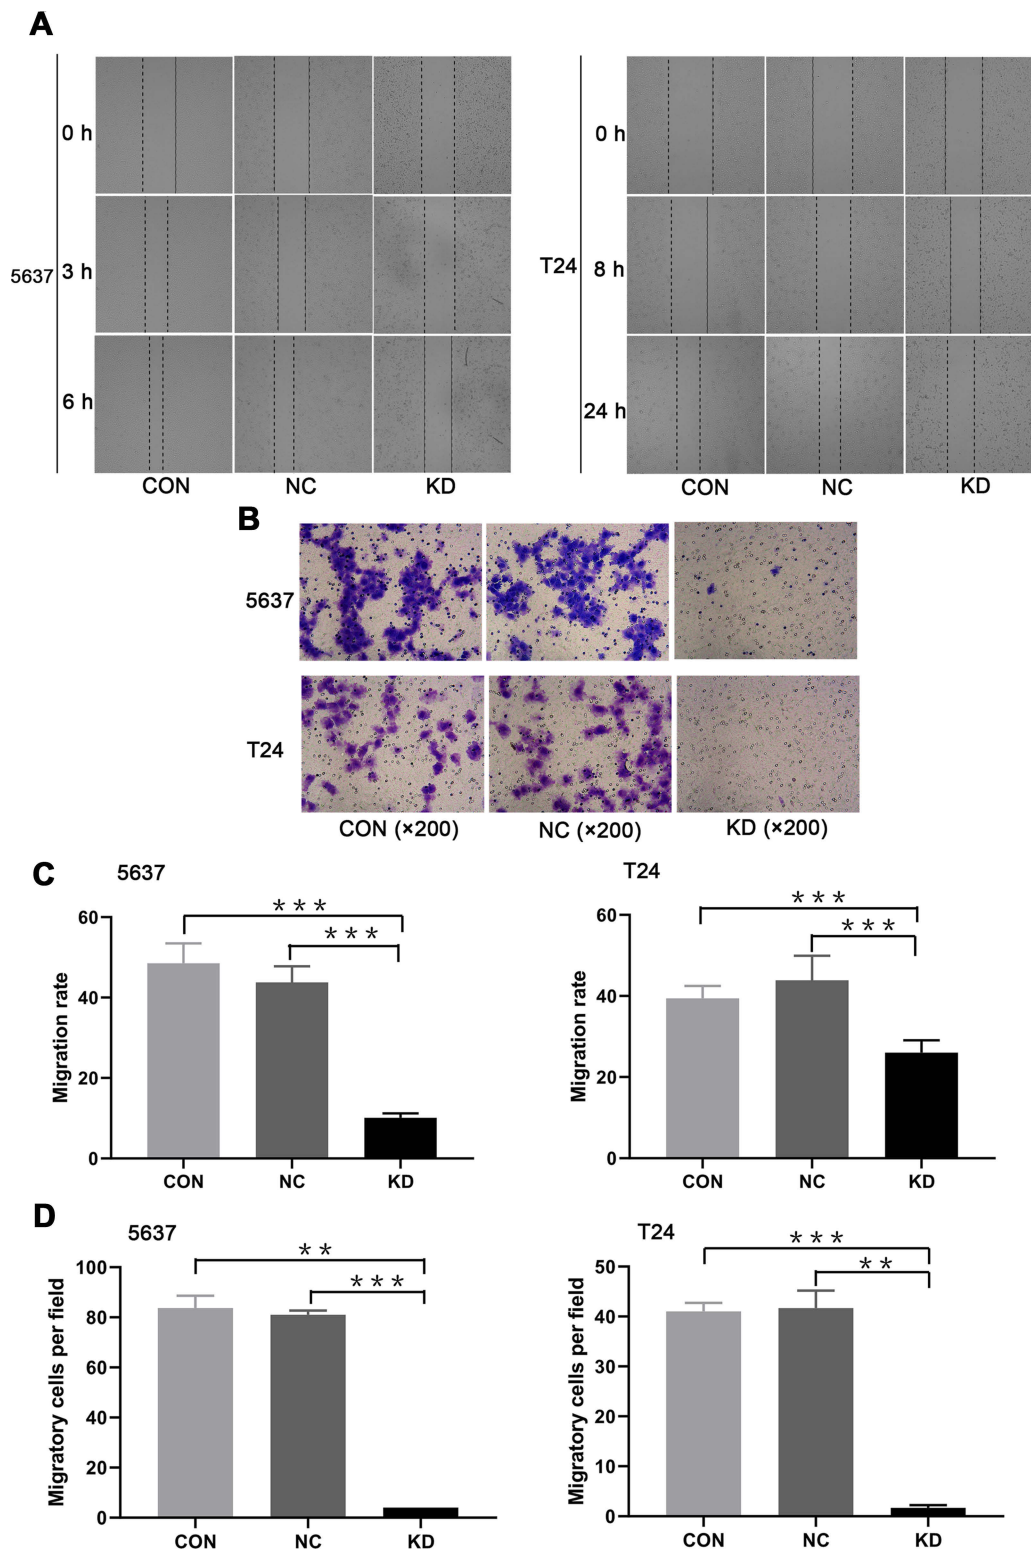 A
0 h
3 h
6 h
5637
CON NC KD
0 h
8 h
24 h
T24
CON NC KD
B
5637
T24
CON (×200) NC (×200) KD (×200)
C
5637
***
***
Migration rate
60
40
20
0
CON NC KD
T24
***
***
Migration rate
60
40
20
0
CON NC KD
D
5637
**
***
Migratory cells per field
100
80
60
40
20
0
CON NC KD
T24
***
**
Migratory cells per field
50
40
30
20
10
0
CON NC KD